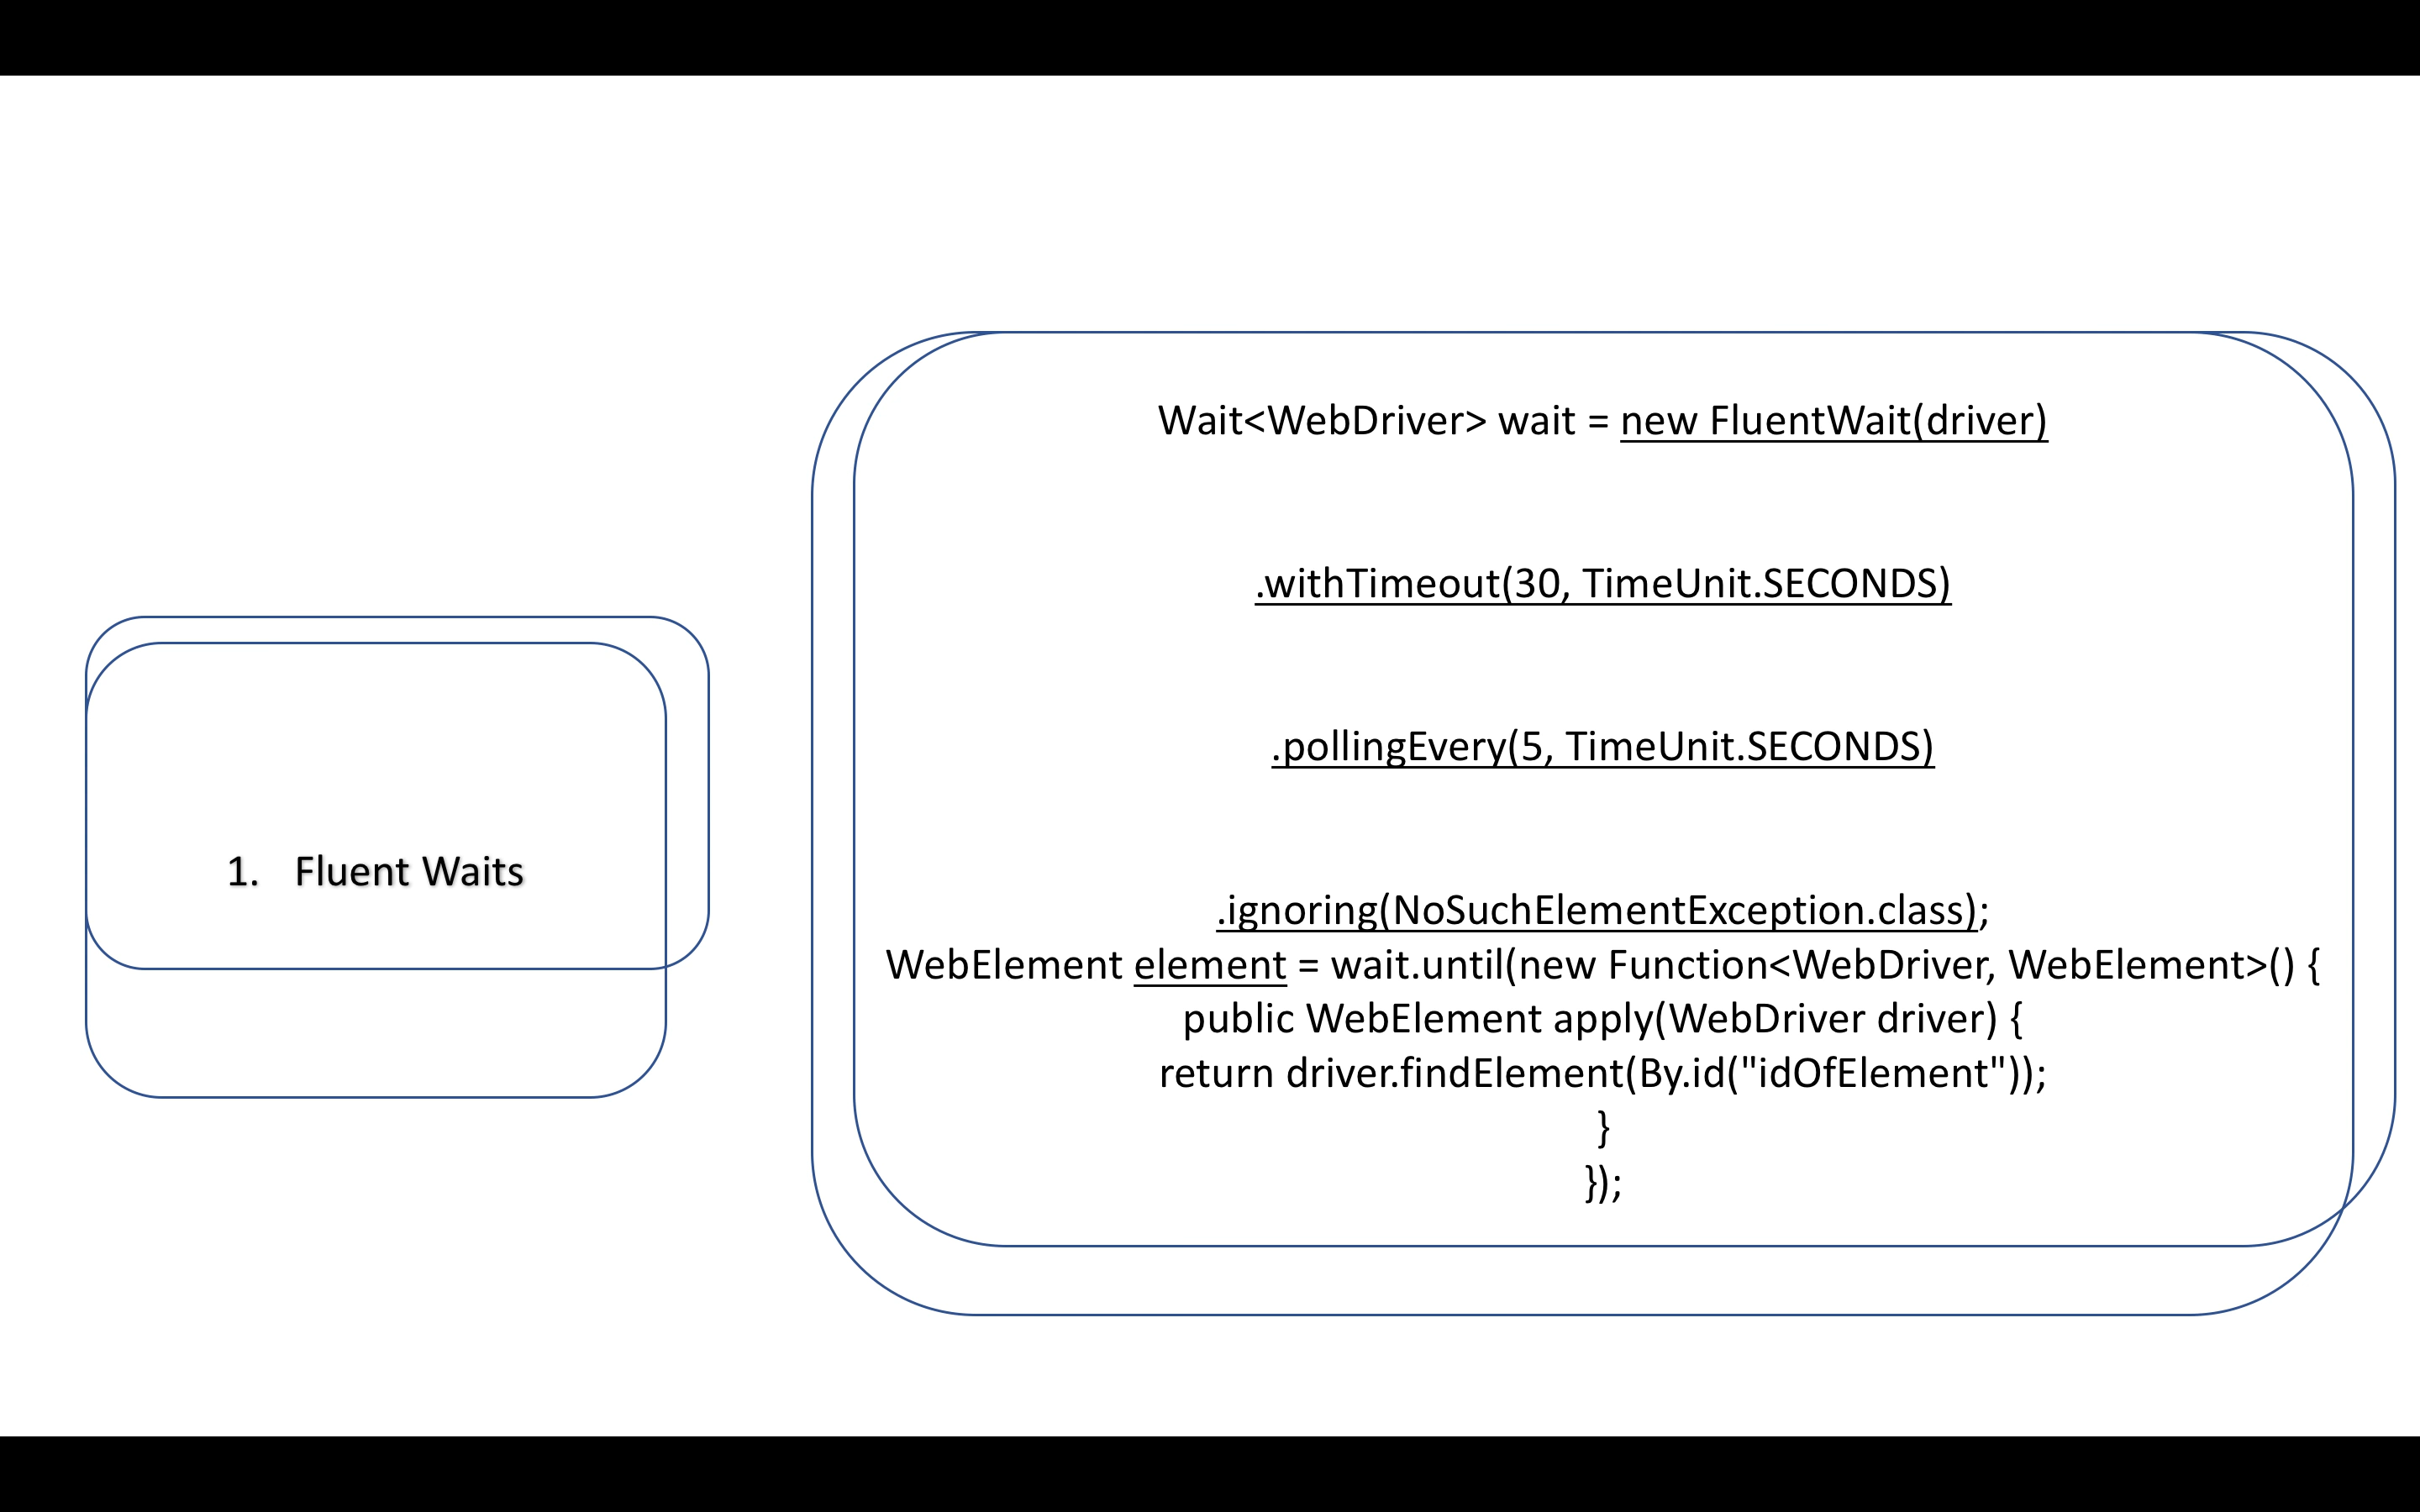 1. Fluent Waits
Wait<WebDriver> wait = new FluentWait(driver)
.withTimeout(30, TimeUnit.SECONDS)
.pollingEvery(5, TimeUnit.SECONDS)
.ignoring(NoSuchElementException.class);
WebElement element = wait.until(new Function<WebDriver, WebElement>() {
public WebElement apply(WebDriver driver) {
return driver.findElement(By.id("idOfElement"));
}
});